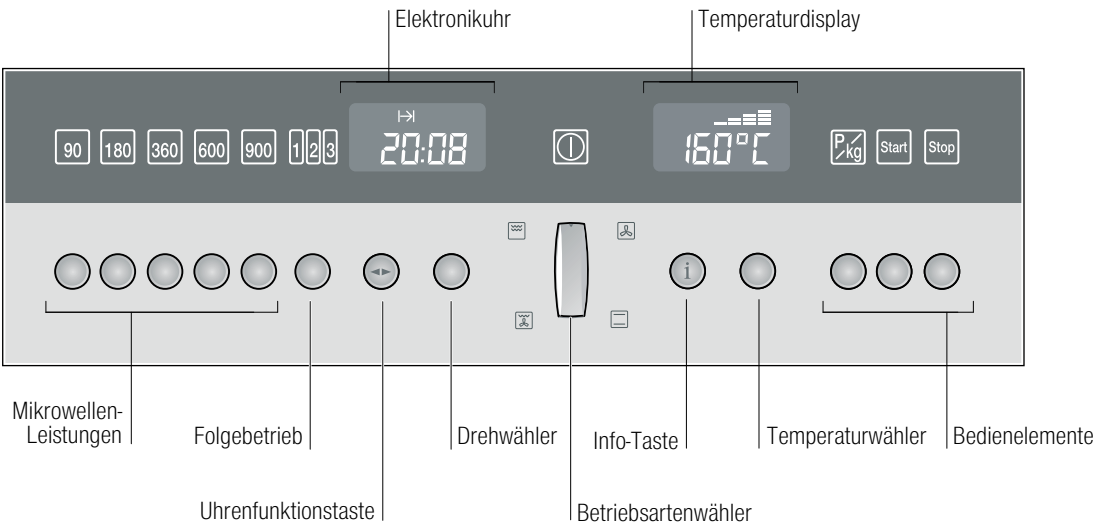 Elektronikuhr
Temperaturdisplay
90 180 360 600 900 1 2 3
20:08
160°C
P/kg Start Stop
i
Mikrowellen-
Leistungen
Folgebetrieb
Drehwähler
Info-Taste
Temperaturwähler
Bedienelemente
Uhrenfunktionstaste
Betriebsartenwähler